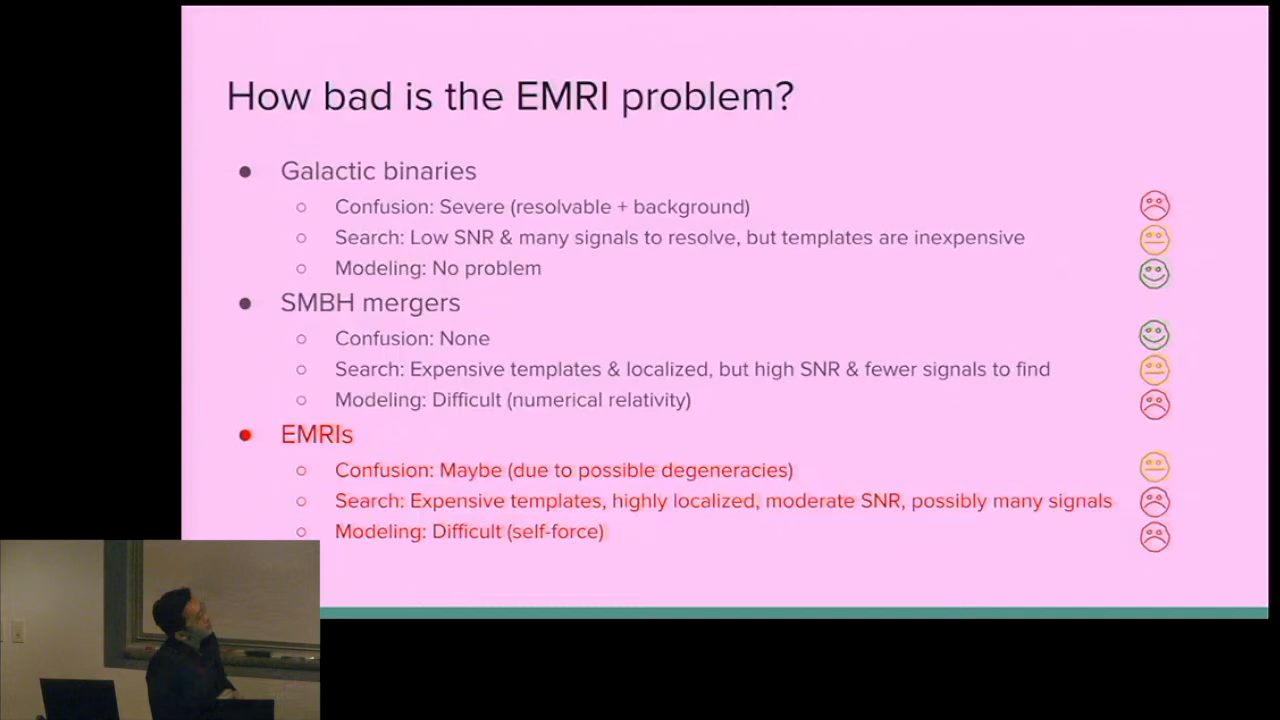 How bad is the EMRI problem?
● Galactic binaries
○ Confusion: Severe (resolvable + background)
○ Search: Low SNR & many signals to resolve, but templates are inexpensive
○ Modeling: No problem
● SMBH mergers
○ Confusion: None
○ Search: Expensive templates & localized, but high SNR & fewer signals to find
○ Modeling: Difficult (numerical relativity)
● EMRIs
○ Confusion: Maybe (due to possible degeneracies)
○ Search: Expensive templates, highly localized, moderate SNR, possibly many signals
○ Modeling: Difficult (self-force)